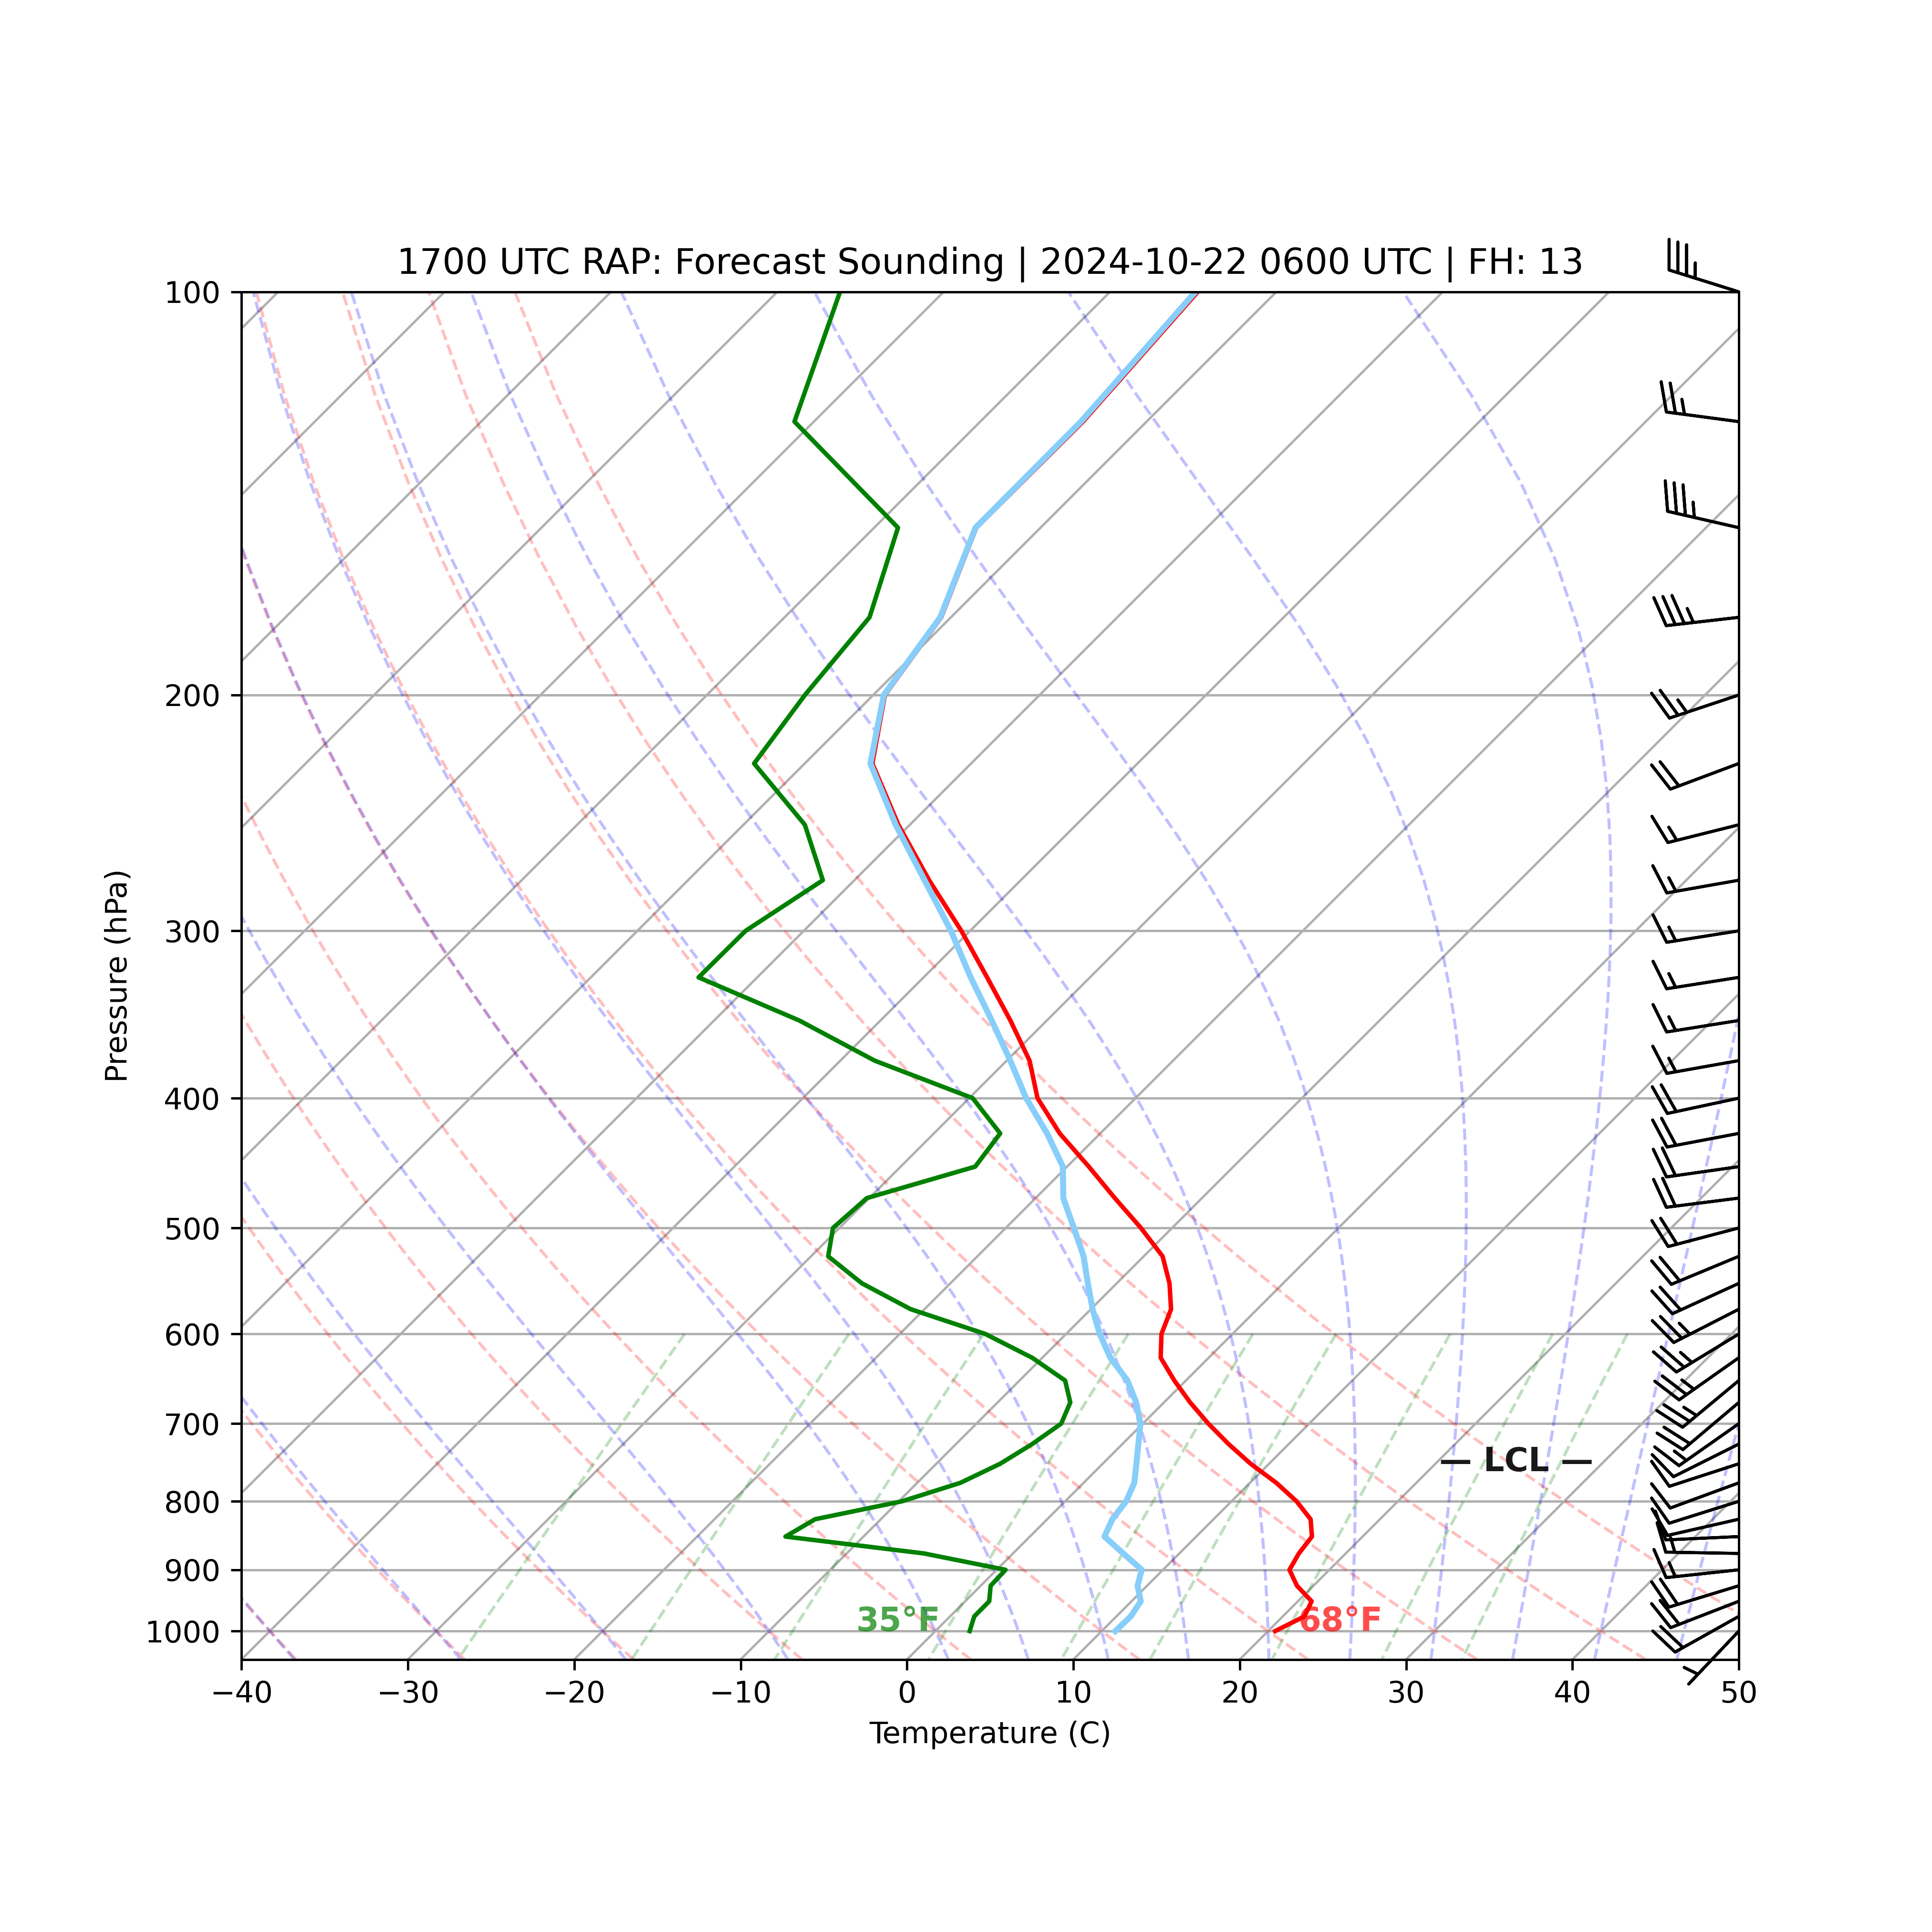 1700 UTC RAP: Forecast Sounding | 2024-10-22 0600 UTC | FH: 13
100
200
300
400
500
600
700
800
900
1000
Pressure (hPa)
— LCL —
35°F
68°F
−40 −30 −20 −10 0 10 20 30 40 50
Temperature (C)